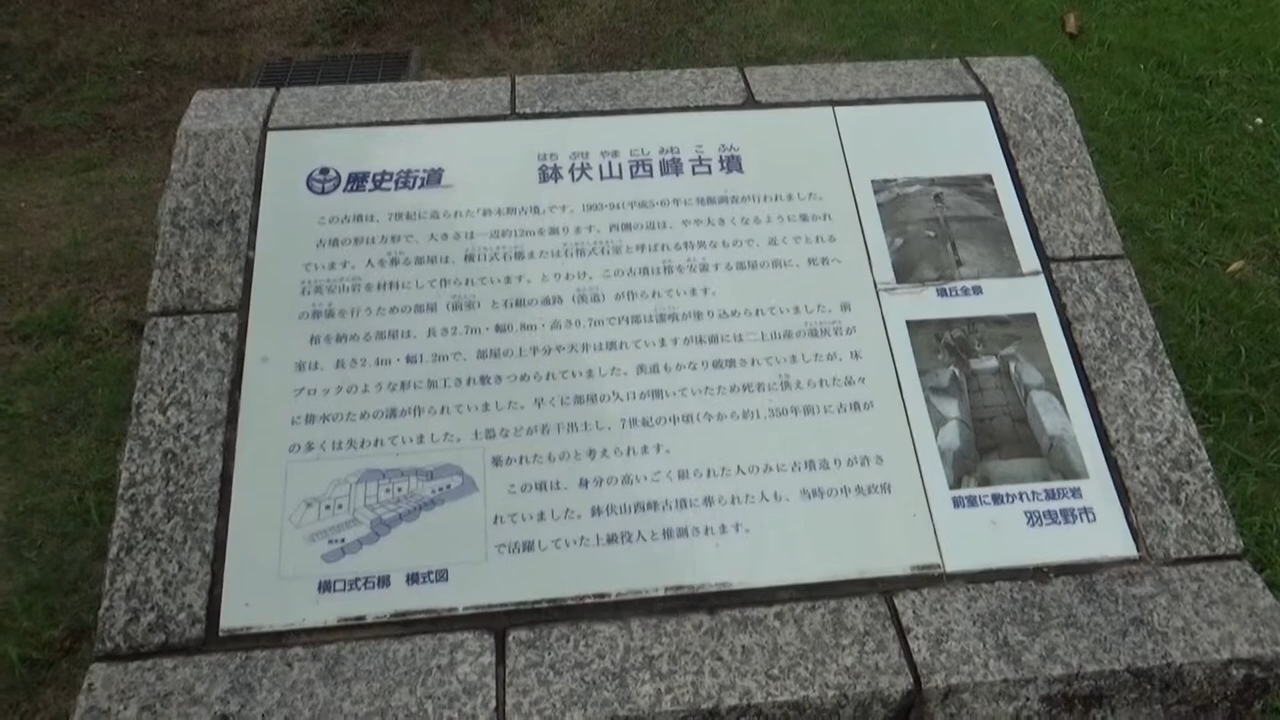 歴史街道
はち ぶせ やま にし みね こ ふん
鉢伏山西峰古墳
この古墳は、7世紀に造られた「終末期古墳」です。1993・94(平成5・6)年に発掘調査が行われました。
古墳の形は方形で、大きさは一辺約12mを測ります。西側の辺は、やや大きくなるように築かれ
ています。人を葬る部屋は、横口式石槨または石棺式石室と呼ばれる特異なもので、近くでとれる
石英安山岩を材料にして作られています。とりわけ、この古墳は棺を安置する部屋の前に、死者へ
の葬儀を行うための部屋（前室）と石組の通路（羨道）が作られています。
棺を納める部屋は、長さ2.7m・幅0.8m・高さ0.7mで内部は漆喰が塗り込められていました。前
室は、長さ2.4m・幅1.2mで、部屋の上半分や天井は壊れていますが床面には二上山産の凝灰岩が
ブロックのような形に加工され敷きつめられていました。羨道もかなり破壊されていましたが、床
に排水のための溝が作られていました。早くに部屋の入口が開いていたため死者に供えられた品々
の多くは失われていました。土器などが若干出土し、7世紀の中頃(今から約1,350年前)に古墳が
築かれたものと考えられます。
この頃は、身分の高いごく限られた人のみに古墳造りが許さ
れていました。鉢伏山西峰古墳に葬られた人も、当時の中央政府
で活躍していた上級役人と推測されます。
横口式石槨 模式図
墳丘全景
前室に敷かれた凝灰岩
羽曳野市